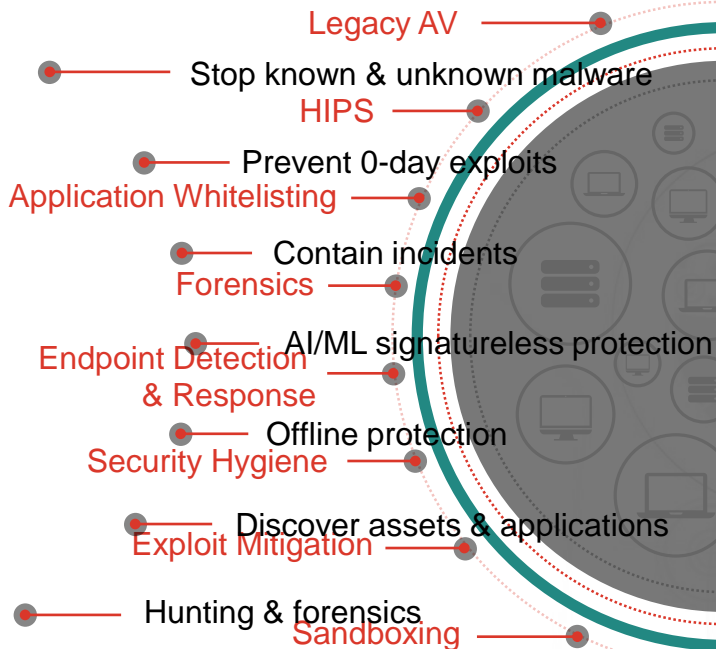 Legacy AV
Stop known & unknown malware
HIPS
Prevent 0-day exploits
Application Whitelisting
Contain incidents
Forensics
AI/ML signatureless protection
Endpoint Detection
& Response
Offline protection
Security Hygiene
Discover assets & applications
Exploit Mitigation
Hunting & forensics
Sandboxing